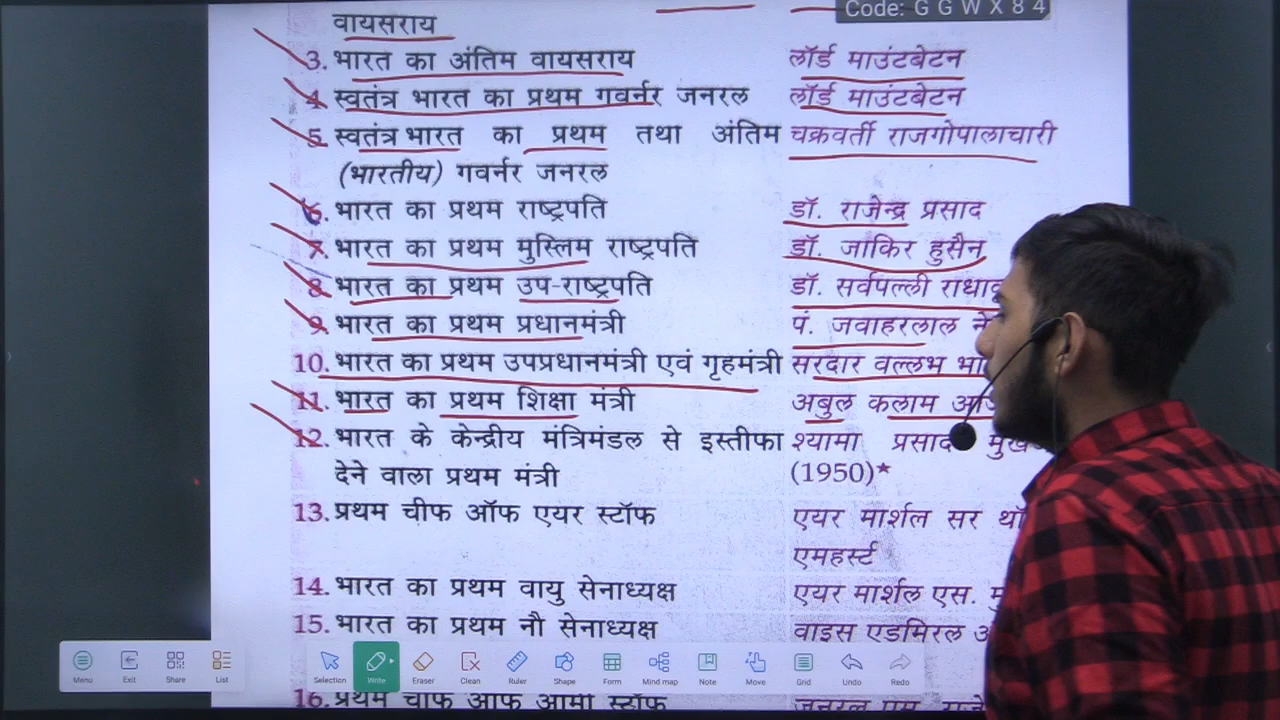 Code: G G W X 8 4
वायसराय
3. भारत का अंतिम वायसराय लॉर्ड माउंटबेटन
4. स्वतंत्र भारत का प्रथम गवर्नर जनरल लॉर्ड माउंटबेटन
5. स्वतंत्र भारत का प्रथम तथा अंतिम चक्रवर्ती राजगोपालाचारी
(भारतीय) गवर्नर जनरल
6. भारत का प्रथम राष्ट्रपति डॉ. राजेन्द्र प्रसाद
7. भारत का प्रथम मुस्लिम राष्ट्रपति डॉ. जाकिर हुसैन
8. भारत का प्रथम उप-राष्ट्रपति डॉ. सर्वपल्ली
9. भारत का प्रथम प्रधानमंत्री पं. जवाहरलाल
10. भारत का प्रथम उपप्रधानमंत्री एवं गृहमंत्री सरदार वल्लभ
11. भारत का प्रथम शिक्षा मंत्री अबुल कलाम
12. भारत के केन्द्रीय मंत्रिमंडल से इस्तीफा श्यामा प्रसाद
देने वाला प्रथम मंत्री (1950)*
13. प्रथम चीफ ऑफ एयर स्टॉफ एयर मार्शल सर
एमहर्स्ट
14. भारत का प्रथम वायु सेनाध्यक्ष एयर मार्शल एस.
15. भारत का प्रथम नौ सेनाध्यक्ष वाइस एडमिरल
Menu Exit Share List Selection Write Eraser Clean Ruler Shape Form Mind map Note Move Grid Undo Redo
16. प्रथम चीफ ऑफ आर्मी स्टॉफ जनरल एम.